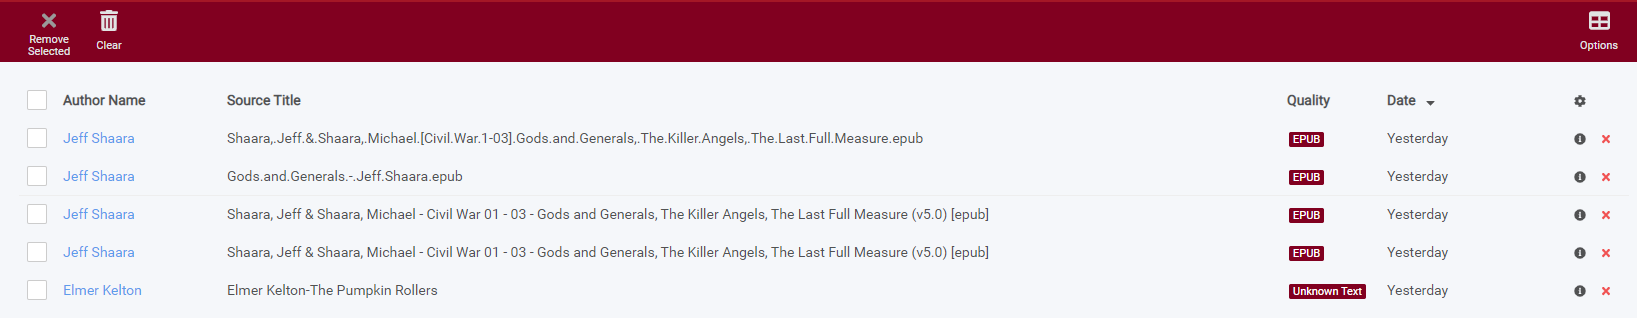 Remove
Selected
Clear
Options
Author Name Source Title Quality Date
Jeff Shaara Shaara,.Jeff.&.Shaara,.Michael.[Civil.War.1-03].Gods.and.Generals,.The.Killer.Angels,.The.Last.Full.Measure.epub EPUB Yesterday
Jeff Shaara Gods.and.Generals.-.Jeff.Shaara.epub EPUB Yesterday
Jeff Shaara Shaara, Jeff & Shaara, Michael - Civil War 01 - 03 - Gods and Generals, The Killer Angels, The Last Full Measure (v5.0) [epub] EPUB Yesterday
Jeff Shaara Shaara, Jeff & Shaara, Michael - Civil War 01 - 03 - Gods and Generals, The Killer Angels, The Last Full Measure (v5.0) [epub] EPUB Yesterday
Elmer Kelton Elmer Kelton-The Pumpkin Rollers Unknown Text Yesterday